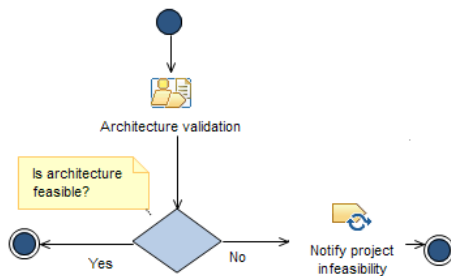 Architecture validation
Is architecture
feasible?
Yes
No
Notify project
infeasibility